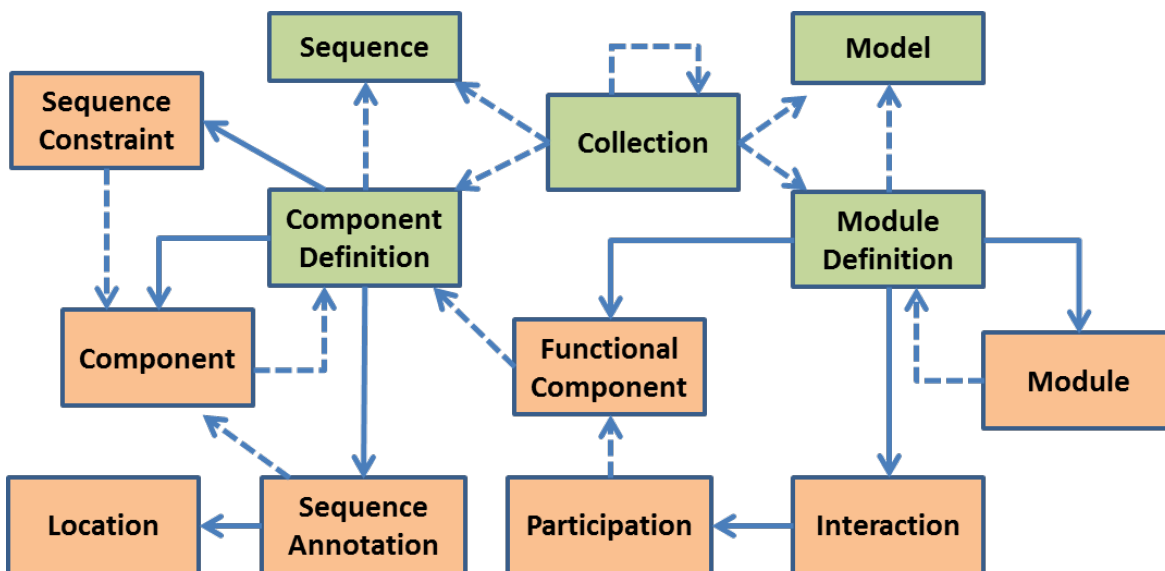 Sequence
Model
Sequence
Constraint
Collection
Component
Definition
Module
Definition
Component
Functional
Component
Module
Location
Sequence
Annotation
Participation
Interaction